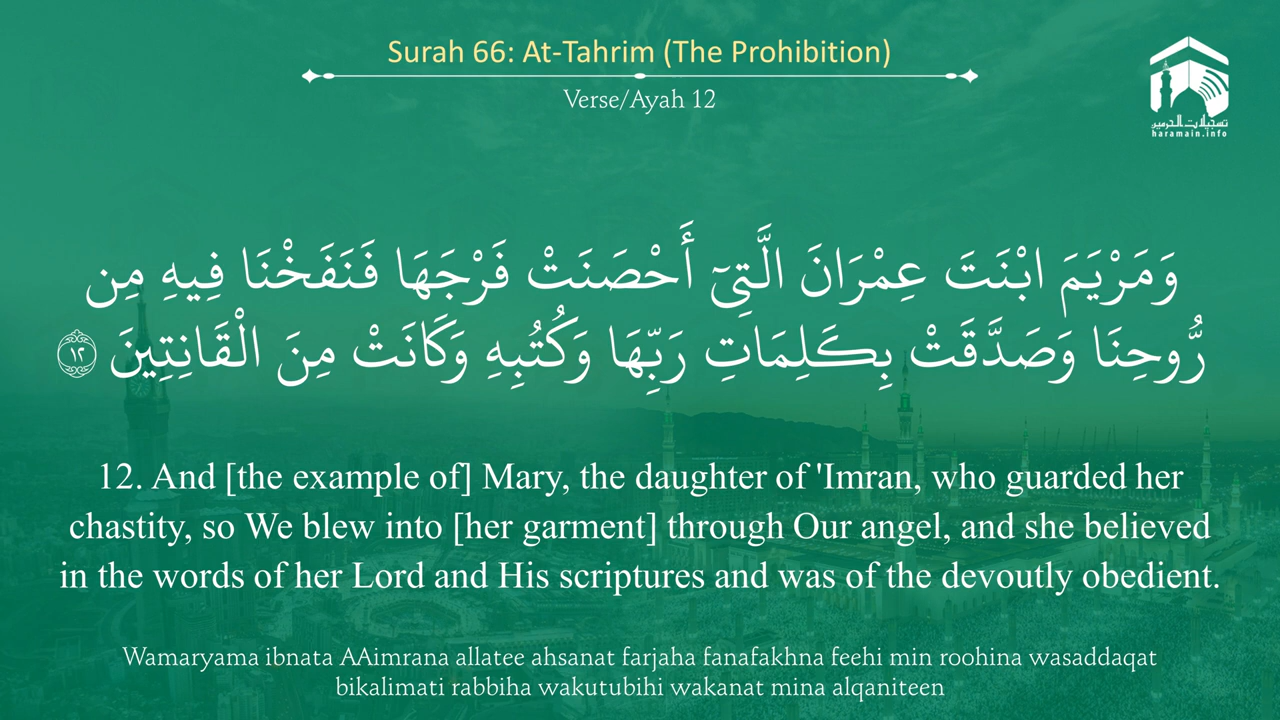 Surah 66: At-Tahrim (The Prohibition)
Verse/Ayah 12
تسجيلات الحرمين
haramain.info
وَمَرْيَمَ ابْنَتَ عِمْرَانَ الَّتِىٓ أَحْصَنَتْ فَرْجَهَا فَنَفَخْنَا فِيهِ مِن
رُّوحِنَا وَصَدَّقَتْ بِكَلِمَاتِ رَبِّهَا وَكُتُبِهِ وَكَانَتْ مِنَ الْقَانِتِينَ ١٢
12. And [the example of] Mary, the daughter of 'Imran, who guarded her
chastity, so We blew into [her garment] through Our angel, and she believed
in the words of her Lord and His scriptures and was of the devoutly obedient.
Wamaryama ibnata AAimrana allatee ahsanat farjaha fanafakhna feehi min roohina wasaddaqat
bikalimati rabbiha wakutubihi wakanat mina alqaniteen